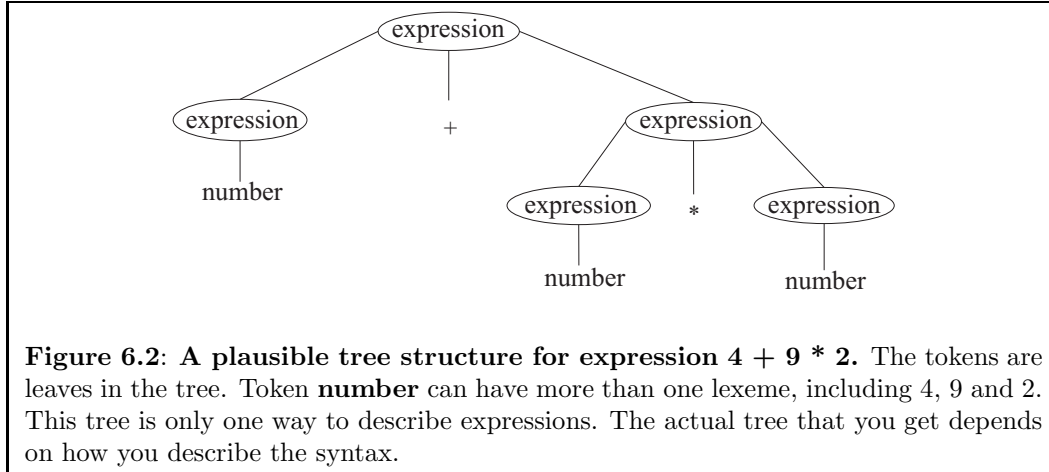 expression
expression + expression
number expression * expression
number number
Figure 6.2: A plausible tree structure for expression 4 + 9 * 2. The tokens are
leaves in the tree. Token number can have more than one lexeme, including 4, 9 and 2.
This tree is only one way to describe expressions. The actual tree that you get depends
on how you describe the syntax.